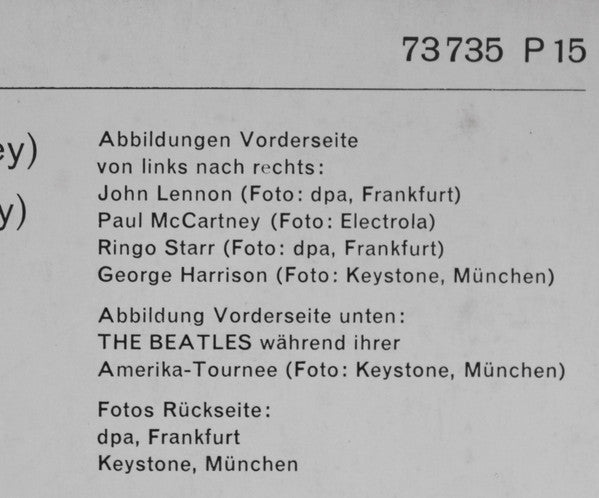 73 735 P 15
ey)
y)
Abbildungen Vorderseite
von links nach rechts:
John Lennon (Foto: dpa, Frankfurt)
Paul McCartney (Foto: Electrola)
Ringo Starr (Foto: dpa, Frankfurt)
George Harrison (Foto: Keystone, München)
Abbildung Vorderseite unten:
THE BEATLES während ihrer
Amerika-Tournee (Foto: Keystone, München)
Fotos Rückseite:
dpa, Frankfurt
Keystone, München